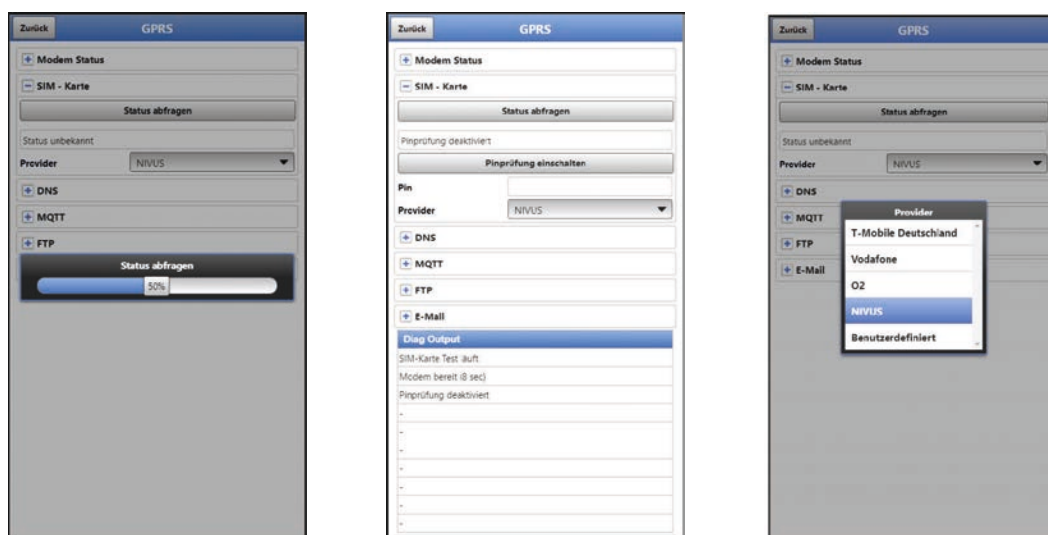 Zurück GPRS
Modem Status
SIM - Karte
Status abfragen
Status unbekannt
Provider NIVUS
DNS
MQTT
FTP
Status abfragen
50%
Zurück GPRS
Modem Status
SIM - Karte
Status abfragen
Pinprüfung deaktiviert
Pinprüfung einschalten
Pin
Provider NIVUS
DNS
MQTT
FTP
E-Mail
Diag Output
SIM-Karte Test läuft
Modem bereit (8 sec)
Pinprüfung deaktiviert
-
-
-
-
-
-
-
Zurück GPRS
Modem Status
SIM - Karte
Status abfragen
Status unbekannt
Provider NIVUS
DNS
MQTT
FTP
E-Mail
Provider
T-Mobile Deutschland
Vodafone
O2
NIVUS
Benutzerdefiniert